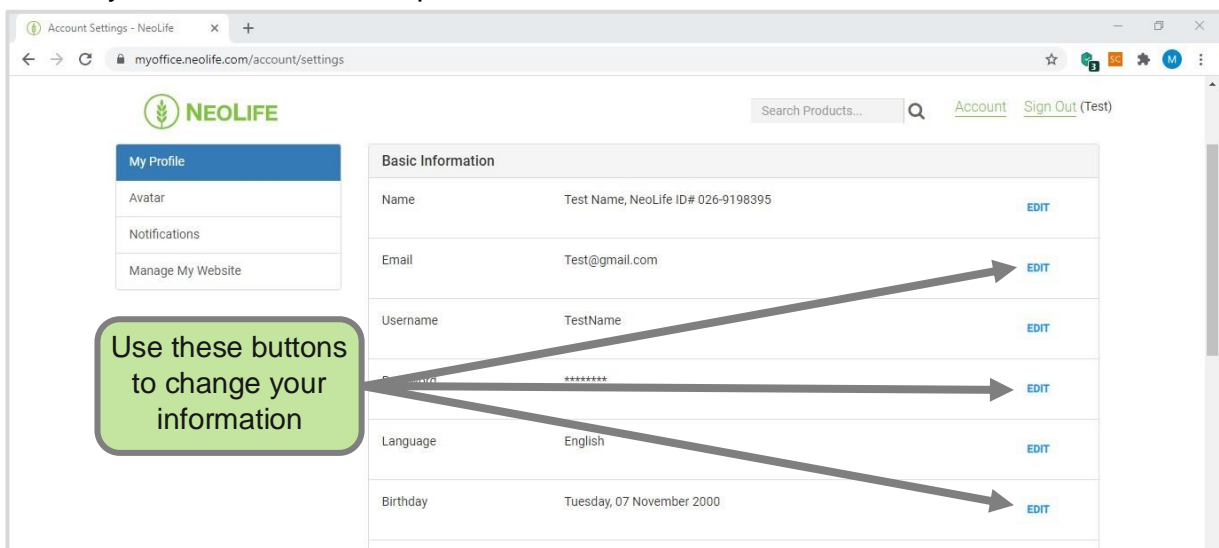 Account Settings - NeoLife
myoffice.neolife.com/account/settings
3
SC
M
NEOLIFE
Search Products...
Account
Sign Out (Test)
My Profile
Avatar
Notifications
Manage My Website
Basic Information
Name Test Name, NeoLife ID# 026-9198395 EDIT
Email Test@gmail.com EDIT
Username TestName EDIT
******** EDIT
Language English EDIT
Birthday Tuesday, 07 November 2000 EDIT
Use these buttons
to change your
information